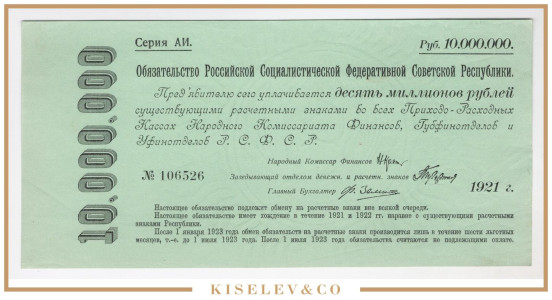 Серия АИ.
Руб. 10.000.000.
10.000.000
Обязательство Российской Социалистической Федеративной Советской Республики.
Пред'явителю сего уплачивается десять миллионов рублей
существующими расчетными знаками во всех Приходо-Расходных
Кассах Народного Комиссариата Финансов, Губфинотделов и
Уфинотделов Р. С. Ф. С. Р.
Народный Комиссар Финансов
№ 106526
Заведывающий отделом денежн. и расчетн. знаков
1921 г.
Главный Бухгалтер
Настоящее обязательство подлежит обмену на расчетные знаки вне всякой очереди.
Настоящее обязательство имеет хождение в течение 1921 и 1922 гг. наравне с существующими расчетными
знаками Республики.
После 1 января 1923 года обмен обязательств на расчетные знаки производится лишь в течение шести льготных
месяцев, т.-е. до 1 июля 1923 года. После 1 июля 1923 года обязательства считаются не подлежащими оплате.
KISELEV&CO